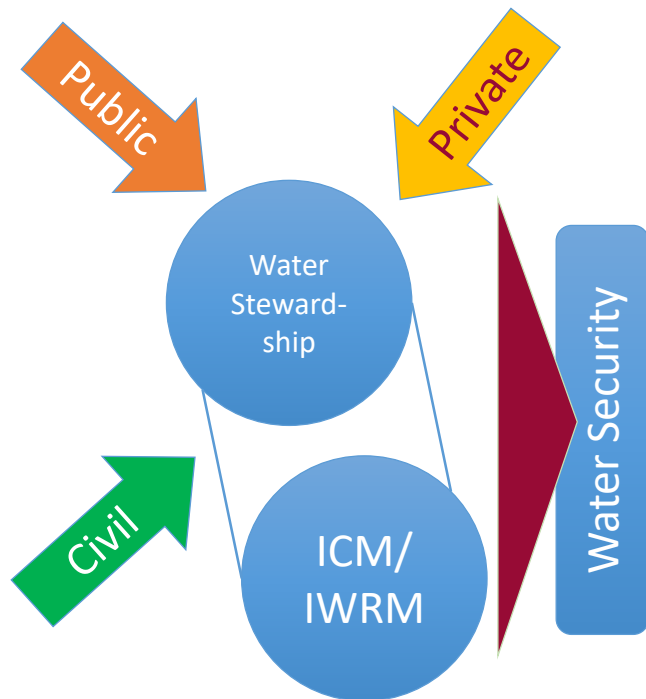 Public
Private
Water
Steward-
ship
Civil
ICM/
IWRM
Water Security